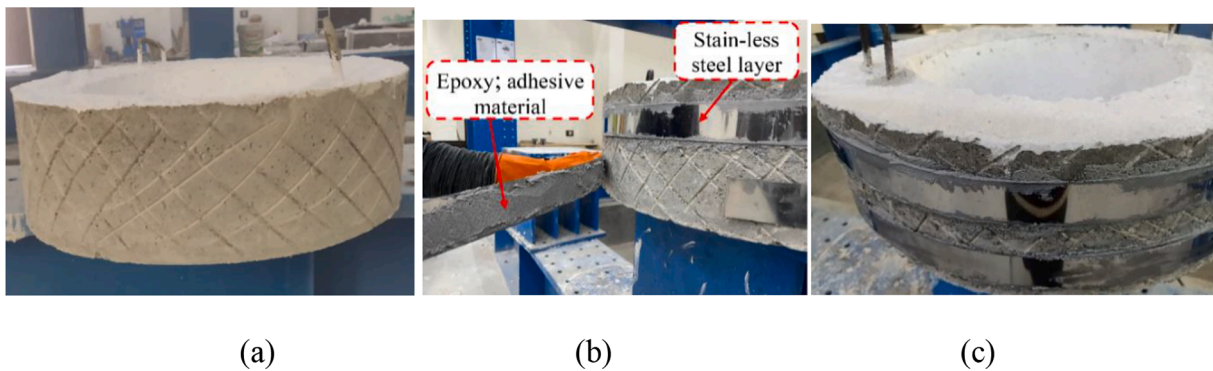 Epoxy; adhesive
material
Stain-less
steel layer
(a)
(b)
(c)